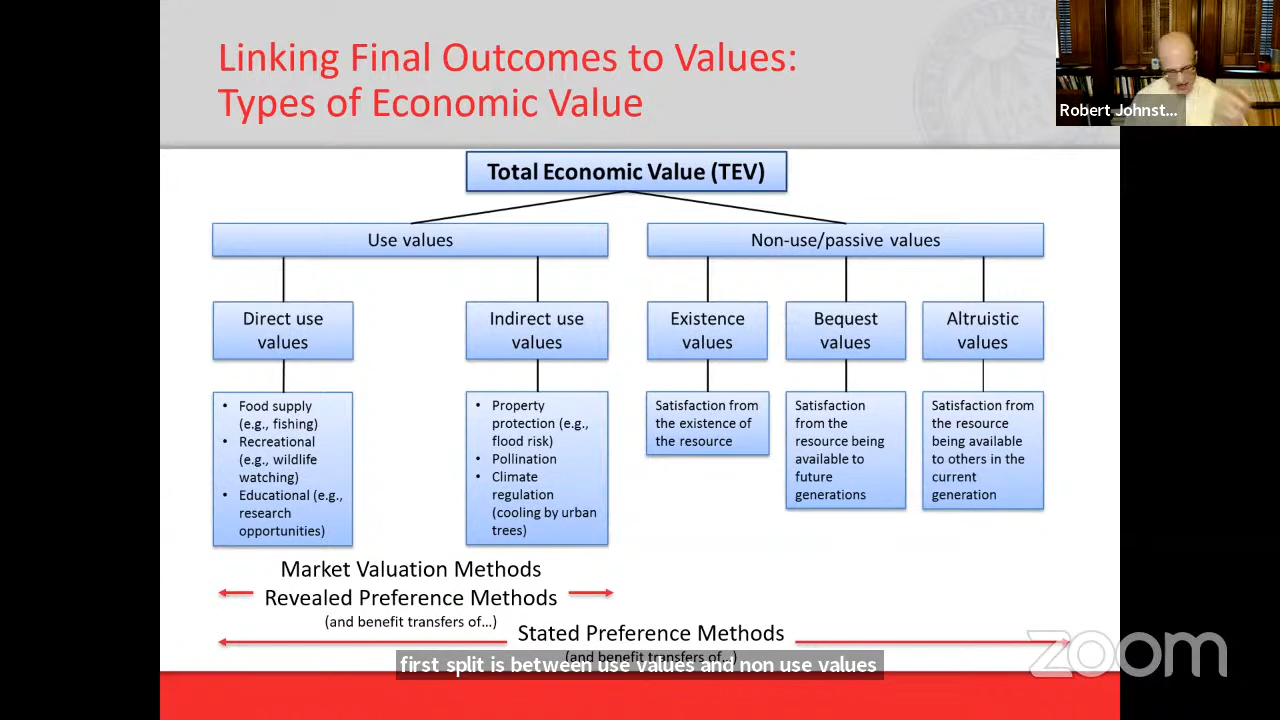 Linking Final Outcomes to Values:
Types of Economic Value
Robert Johnst...
Total Economic Value (TEV)
Use values
Non-use/passive values
Direct use
values
Indirect use
values
Existence
values
Bequest
values
Altruistic
values
• Food supply
(e.g., fishing)
• Recreational
(e.g., wildlife
watching)
• Educational (e.g.,
research
opportunities)
• Property
protection (e.g.,
flood risk)
• Pollination
• Climate
regulation
(cooling by urban
trees)
Satisfaction from
the existence of
the resource
Satisfaction
from the
resource being
available to
future
generations
Satisfaction from
the resource
being available
to others in the
current
generation
Market Valuation Methods
Revealed Preference Methods
(and benefit transfers of...)
Stated Preference Methods
(and benefit transfers of...)
first split is between use values and non use values
zoom